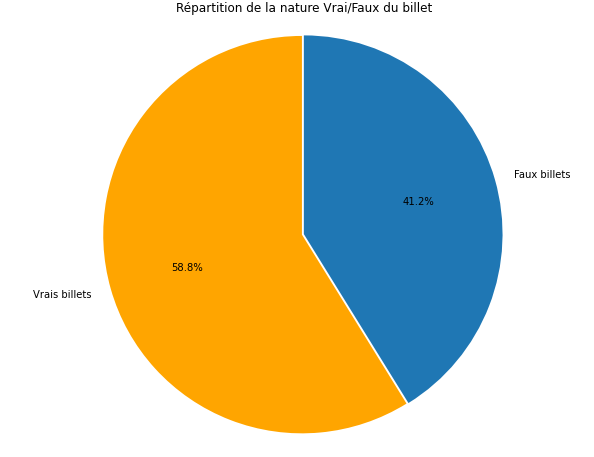 Répartition de la nature Vrai/Faux du billet
Faux billets
41.2%
58.8%
Vrais billets